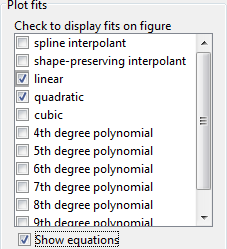 Plot fits
Check to display fits on figure
spline interpolant
shape-preserving interpolant
linear
quadratic
cubic
4th degree polynomial
5th degree polynomial
6th degree polynomial
7th degree polynomial
8th degree polynomial
9th degree polynomial
Show equations